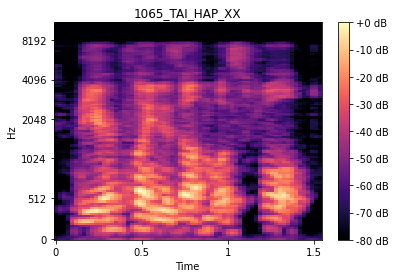 1065_TAI_HAP_XX
+0 dB
8192
-10 dB
4096
-20 dB
-30 dB
Hz
2048
-40 dB
1024
-50 dB
512
-60 dB
-70 dB
0
-80 dB
0
0.5
1
1.5
Time